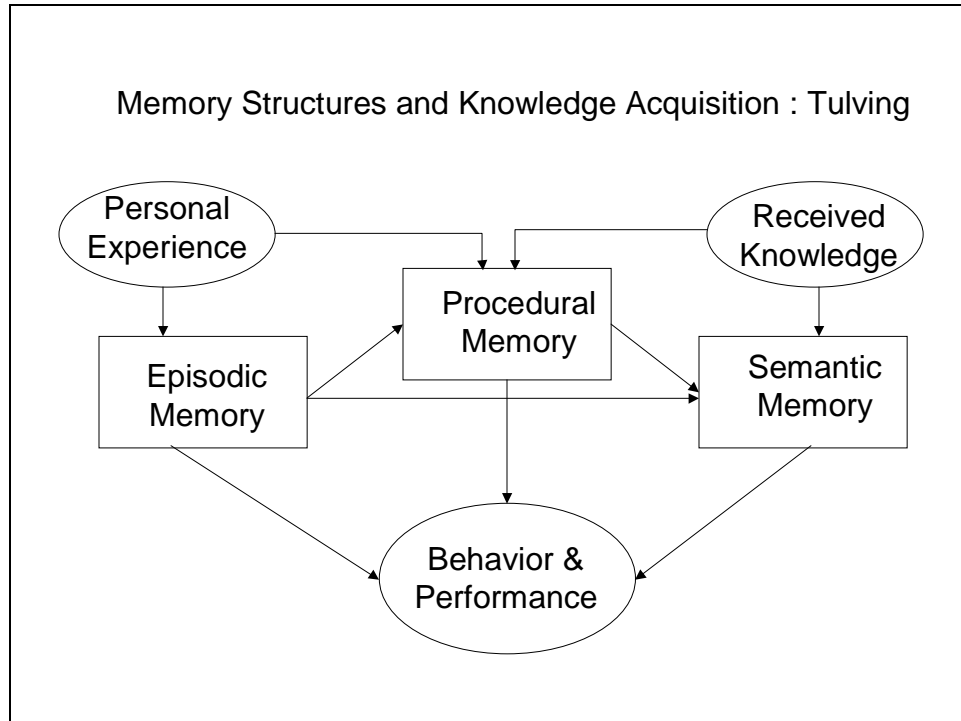 Memory Structures and Knowledge Acquisition : Tulving
Personal
Experience
Received
Knowledge
Procedural
Memory
Episodic
Memory
Semantic
Memory
Behavior &
Performance